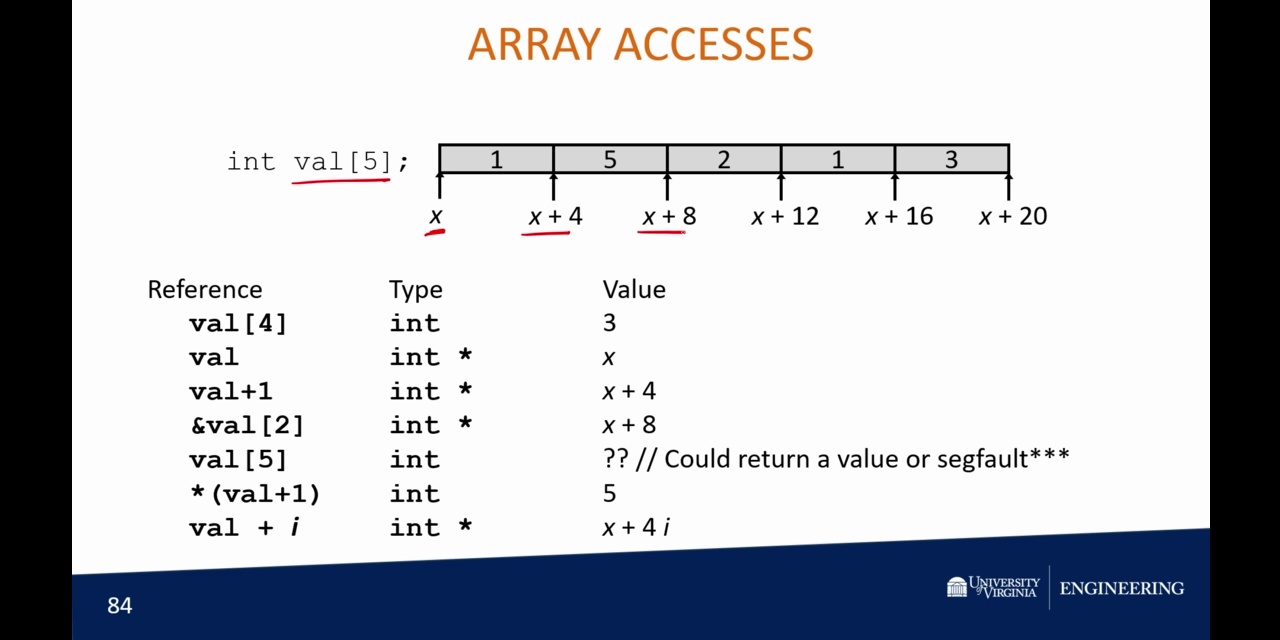 ARRAY ACCESSES
int val[5]; 1 5 2 1 3
x x + 4 x + 8 x + 12 x + 16 x + 20
Reference Type Value
val[4] int 3
val int * x
val+1 int * x + 4
&val[2] int * x + 8
val[5] int ?? // Could return a value or segfault***
*(val+1) int 5
val + i int * x + 4 i
84
UNIVERSITY
of VIRGINIA
ENGINEERING